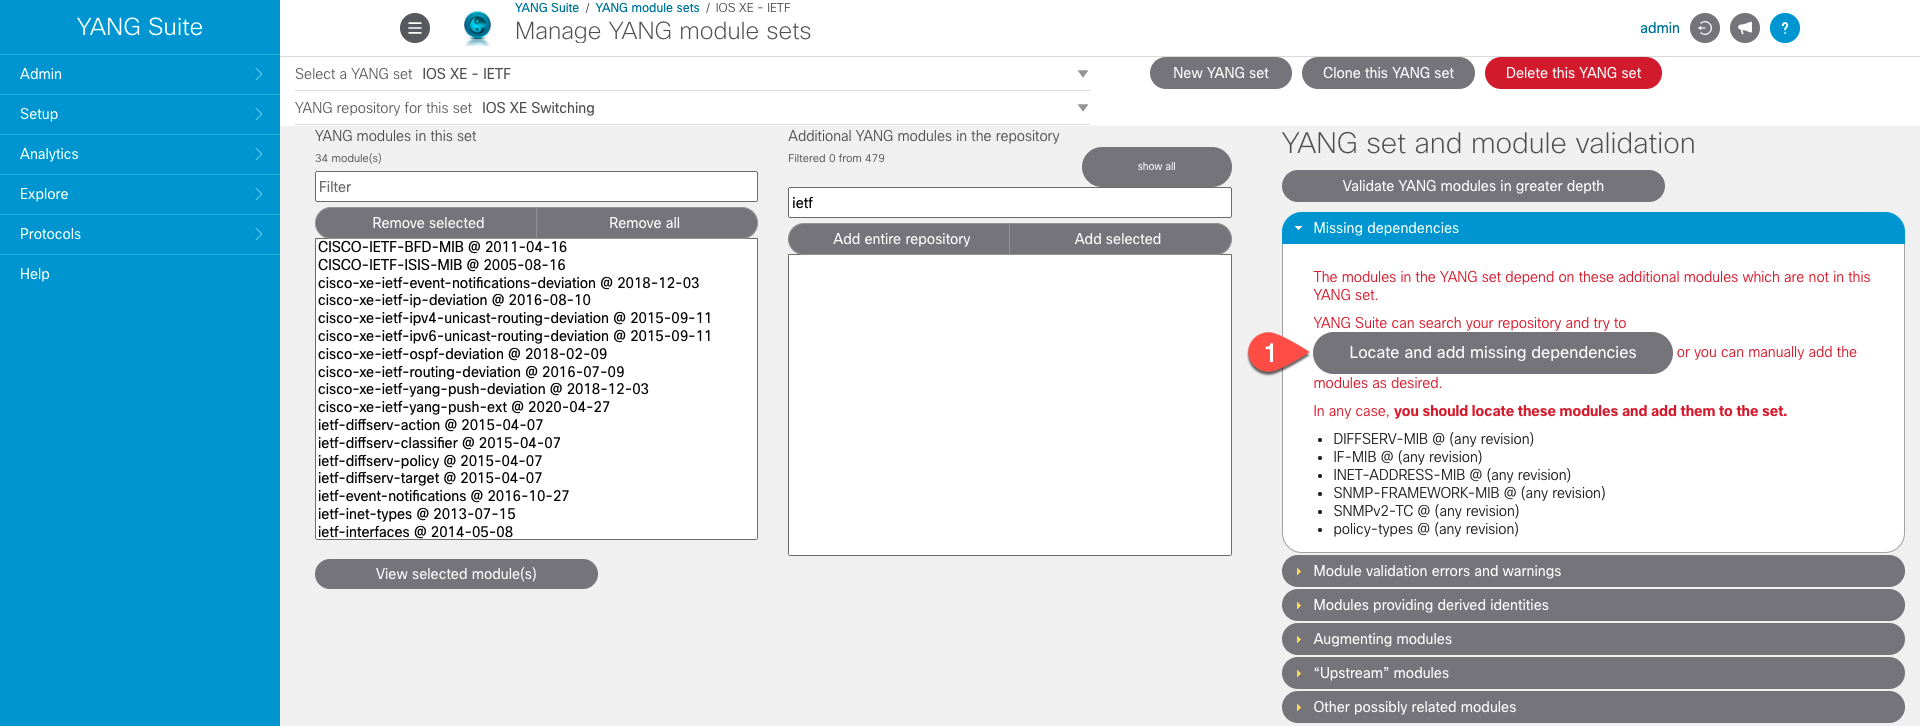 YANG Suite
Admin
Setup
Analytics
Explore
Protocols
Help
YANG Suite / YANG module sets / IOS XE - IETF
Manage YANG module sets
admin
?
Select a YANG set IOS XE - IETF
YANG repository for this set IOS XE Switching
New YANG set
Clone this YANG set
Delete this YANG set
YANG modules in this set
34 module(s)
Filter
Remove selected
Remove all
CISCO-IETF-BFD-MIB @ 2011-04-16
CISCO-IETF-ISIS-MIB @ 2005-08-16
cisco-xe-ietf-event-notifications-deviation @ 2018-12-03
cisco-xe-ietf-ip-deviation @ 2016-08-10
cisco-xe-ietf-ipv4-unicast-routing-deviation @ 2015-09-11
cisco-xe-ietf-ipv6-unicast-routing-deviation @ 2015-09-11
cisco-xe-ietf-ospf-deviation @ 2018-02-09
cisco-xe-ietf-routing-deviation @ 2016-07-09
cisco-xe-ietf-yang-push-deviation @ 2018-12-03
cisco-xe-ietf-yang-push-ext @ 2020-04-27
ietf-diffserv-action @ 2015-04-07
ietf-diffserv-classifier @ 2015-04-07
ietf-diffserv-policy @ 2015-04-07
ietf-diffserv-target @ 2015-04-07
ietf-event-notifications @ 2016-10-27
ietf-inet-types @ 2013-07-15
ietf-interfaces @ 2014-05-08
View selected module(s)
Additional YANG modules in the repository
Filtered 0 from 479
show all
ietf
Add entire repository
Add selected
YANG set and module validation
Validate YANG modules in greater depth
Missing dependencies
The modules in the YANG set depend on these additional modules which are not in this
YANG set.
YANG Suite can search your repository and try to
1
Locate and add missing dependencies or you can manually add the
modules as desired.
In any case, you should locate these modules and add them to the set.
• DIFFSERV-MIB @ (any revision)
• IF-MIB @ (any revision)
• INET-ADDRESS-MIB @ (any revision)
• SNMP-FRAMEWORK-MIB @ (any revision)
• SNMPv2-TC @ (any revision)
• policy-types @ (any revision)
Module validation errors and warnings
Modules providing derived identities
Augmenting modules
“Upstream” modules
Other possibly related modules